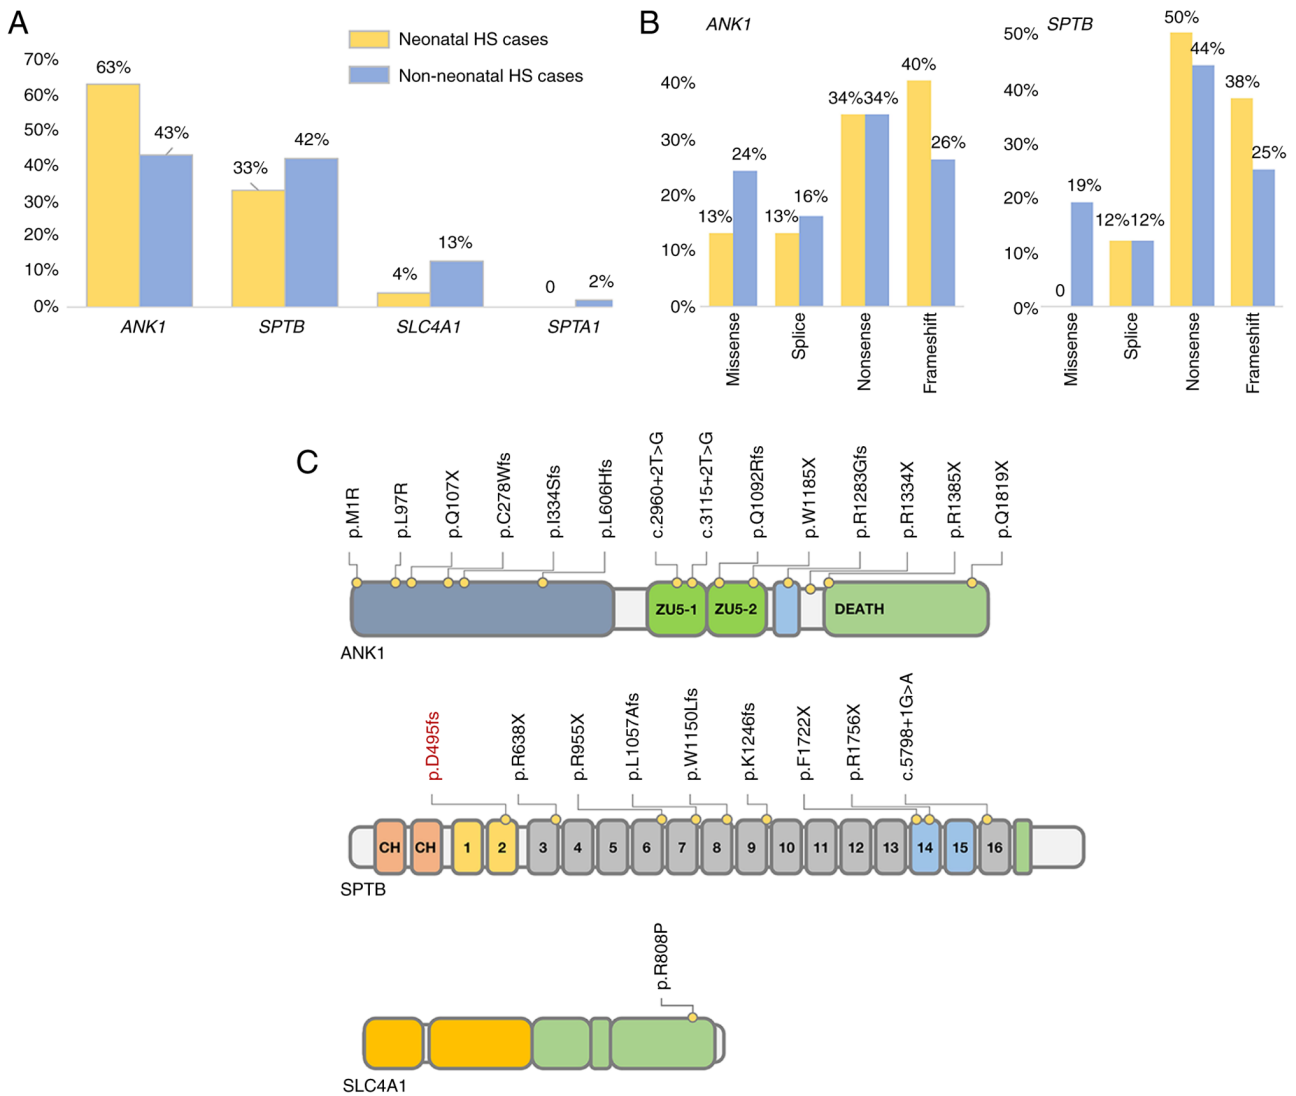 A
Neonatal HS cases
Non-neonatal HS cases
70%
60%
50%
40%
30%
20%
10%
0%
63%
43%
33%
42%
4%
13%
0
2%
ANK1
SPTB
SLC4A1
SPTA1
B
ANK1
40%
30%
20%
10%
0%
13%
24%
13%
16%
34%
34%
40%
26%
Missense
Splice
Nonsense
Frameshift
SPTB
50%
40%
30%
20%
10%
0%
0
19%
12%
12%
50%
44%
38%
25%
Missense
Splice
Nonsense
Frameshift
C
p.M1R
p.L97R
p.Q107X
p.C278Wfs
p.I334Sfs
p.L606Hfs
c.2960+2T>G
c.3115+2T>G
p.Q1092Rfs
p.W1185X
p.R1283Gfs
p.R1334X
p.R1385X
p.Q1819X
ZU5-1
ZU5-2
DEATH
ANK1
p.D495fs
p.R638X
p.R955X
p.L1057Afs
p.W1150Lfs
p.K1246fs
p.F1722X
p.R1756X
c.5798+1G>A
CH
CH
1
2
3
4
5
6
7
8
9
10
11
12
13
14
15
16
SPTB
p.R808P
SLC4A1